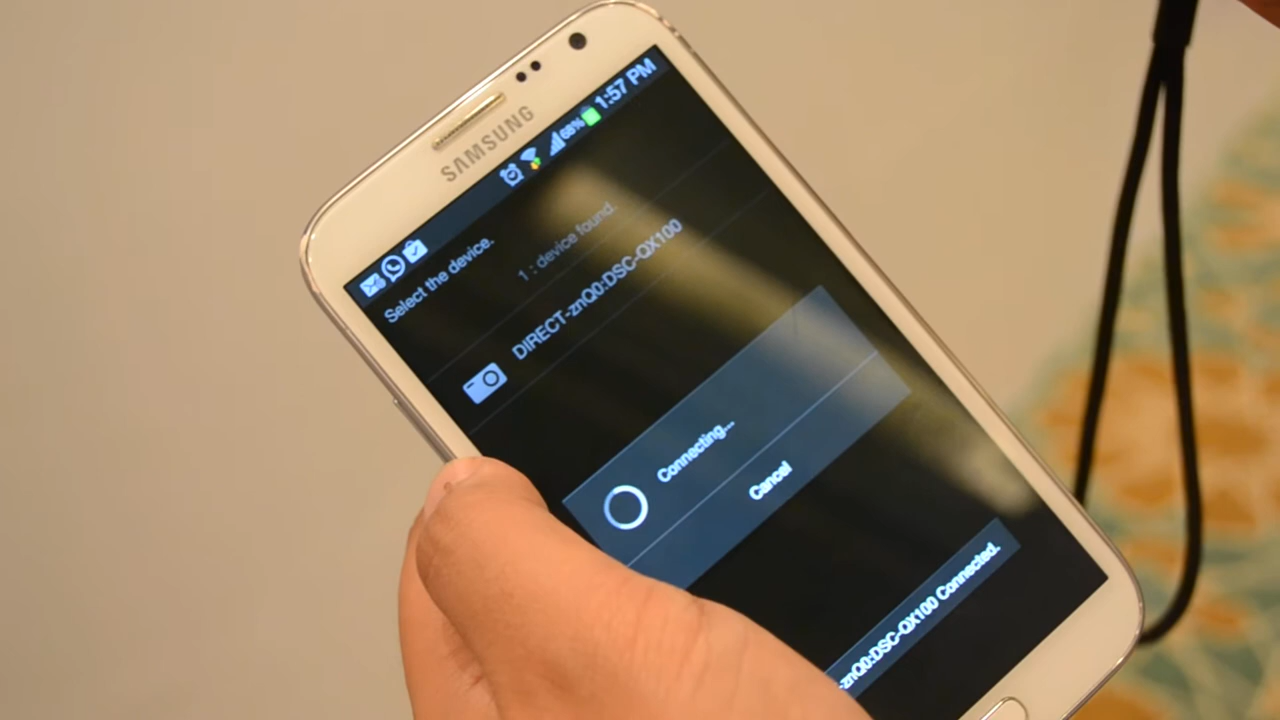 SAMSUNG
68% 1:57 PM
Select the device.
1 : device found.
DIRECT-znQ0:DSC-QX100
Connecting...
Cancel
-znQ0:DSC-QX100 Connected.